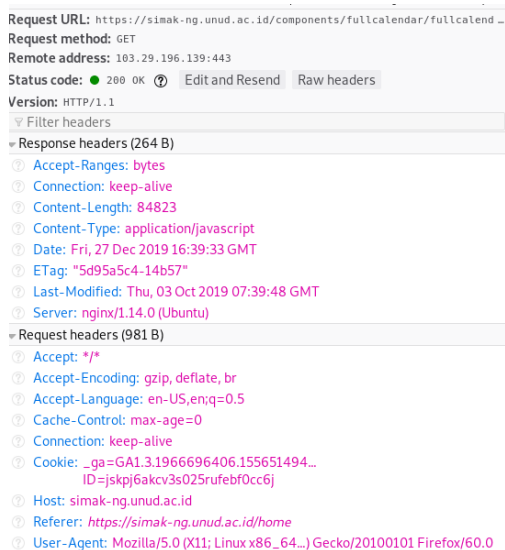 Request URL: https://simak-ng.unud.ac.id/components/fullcalendar/fullcalend…
Request method: GET
Remote address: 103.29.196.139:443
Status code: 200 OK ? Edit and Resend Raw headers
Version: HTTP/1.1
Filter headers
Response headers (264 B)
? Accept-Ranges: bytes
? Connection: keep-alive
? Content-Length: 84823
? Content-Type: application/javascript
? Date: Fri, 27 Dec 2019 16:39:33 GMT
? ETag: "5d95a5c4-14b57"
? Last-Modified: Thu, 03 Oct 2019 07:39:48 GMT
? Server: nginx/1.14.0 (Ubuntu)
Request headers (981 B)
? Accept: */*
? Accept-Encoding: gzip, deflate, br
? Accept-Language: en-US,en;q=0.5
? Cache-Control: max-age=0
? Connection: keep-alive
? Cookie: _ga=GA1.3.1966696406.155651494…
ID=jskpj6akcv3s025rufebf0cc6j
? Host: simak-ng.unud.ac.id
? Referer: https://simak-ng.unud.ac.id/home
? User-Agent: Mozilla/5.0 (X11; Linux x86_64…) Gecko/20100101 Firefox/60.0